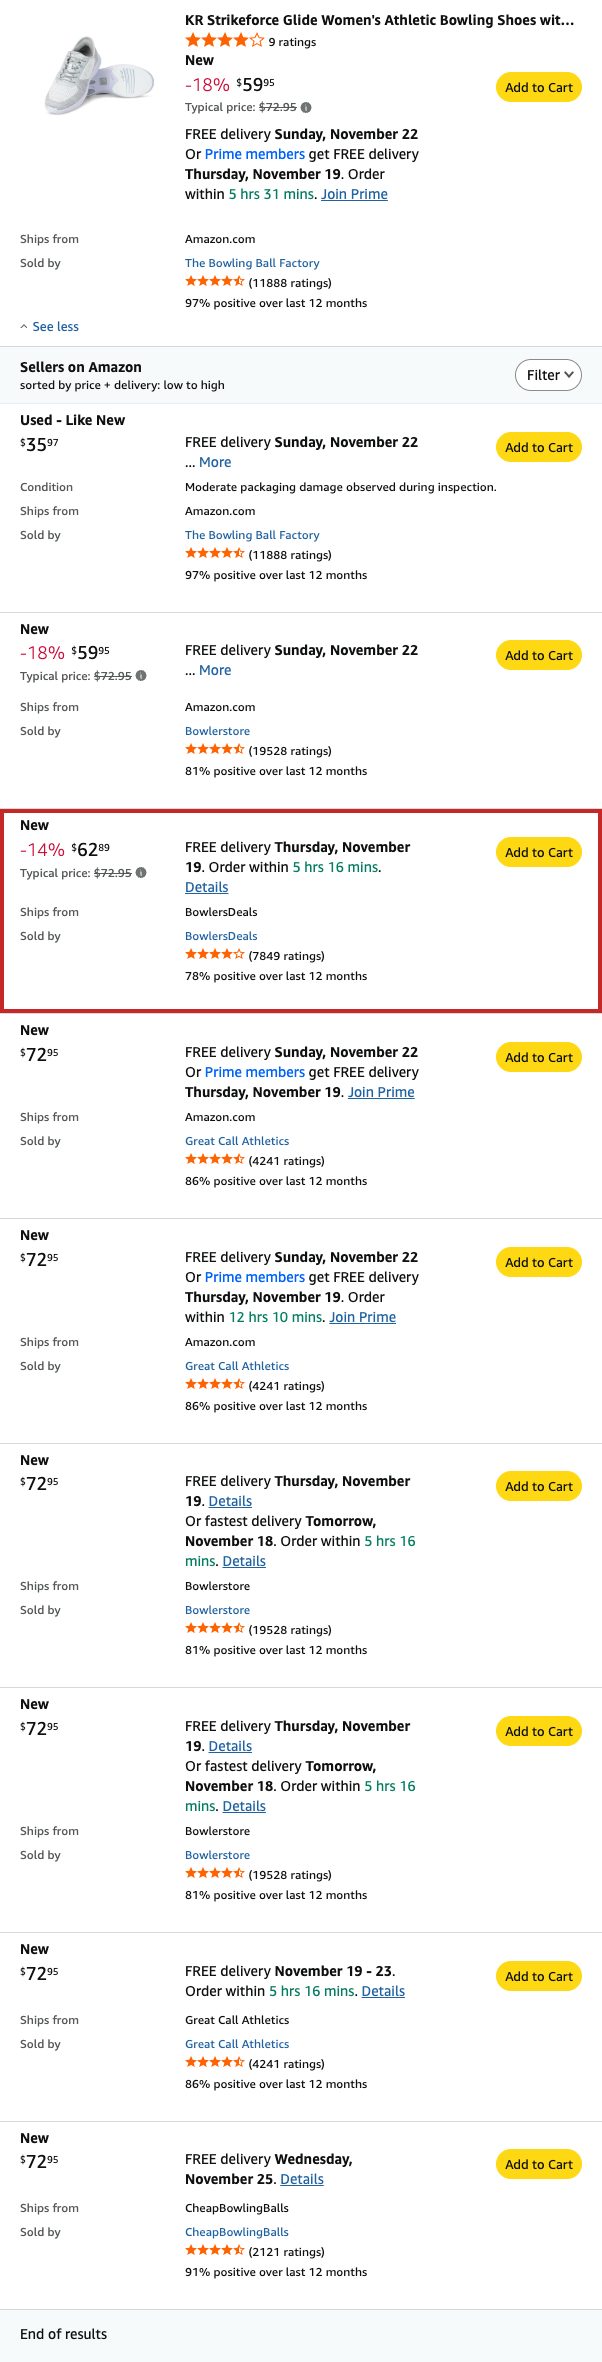 KR Strikeforce Glide Women's Athletic Bowling Shoes wit...
9 ratings
New
-18% $59.95
Typical price: $72.95
Add to Cart
FREE delivery Sunday, November 22
Or Prime members get FREE delivery
Thursday, November 19. Order
within 5 hrs 31 mins. Join Prime
Ships from Amazon.com
Sold by The Bowling Ball Factory
(11888 ratings)
97% positive over last 12 months
See less
Sellers on Amazon
sorted by price + delivery: low to high
Filter
Used - Like New
$35.97
FREE delivery Sunday, November 22
... More
Add to Cart
Condition Moderate packaging damage observed during inspection.
Ships from Amazon.com
Sold by The Bowling Ball Factory
(11888 ratings)
97% positive over last 12 months
New
-18% $59.95
Typical price: $72.95
FREE delivery Sunday, November 22
... More
Add to Cart
Ships from Amazon.com
Sold by Bowlerstore
(19528 ratings)
81% positive over last 12 months
New
-14% $62.89
Typical price: $72.95
FREE delivery Thursday, November
19. Order within 5 hrs 16 mins.
Details
Add to Cart
Ships from BowlersDeals
Sold by BowlersDeals
(7849 ratings)
78% positive over last 12 months
New
$72.95
FREE delivery Sunday, November 22
Or Prime members get FREE delivery
Thursday, November 19. Join Prime
Add to Cart
Ships from Amazon.com
Sold by Great Call Athletics
(4241 ratings)
86% positive over last 12 months
New
$72.95
FREE delivery Sunday, November 22
Or Prime members get FREE delivery
Thursday, November 19. Order
within 12 hrs 10 mins. Join Prime
Add to Cart
Ships from Amazon.com
Sold by Great Call Athletics
(4241 ratings)
86% positive over last 12 months
New
$72.95
FREE delivery Thursday, November
19. Details
Or fastest delivery Tomorrow,
November 18. Order within 5 hrs 16
mins. Details
Add to Cart
Ships from Bowlerstore
Sold by Bowlerstore
(19528 ratings)
81% positive over last 12 months
New
$72.95
FREE delivery Thursday, November
19. Details
Or fastest delivery Tomorrow,
November 18. Order within 5 hrs 16
mins. Details
Add to Cart
Ships from Bowlerstore
Sold by Bowlerstore
(19528 ratings)
81% positive over last 12 months
New
$72.95
FREE delivery November 19 - 23.
Order within 5 hrs 16 mins. Details
Add to Cart
Ships from Great Call Athletics
Sold by Great Call Athletics
(4241 ratings)
86% positive over last 12 months
New
$72.95
FREE delivery Wednesday,
November 25. Details
Add to Cart
Ships from CheapBowlingBalls
Sold by CheapBowlingBalls
(2121 ratings)
91% positive over last 12 months
End of results